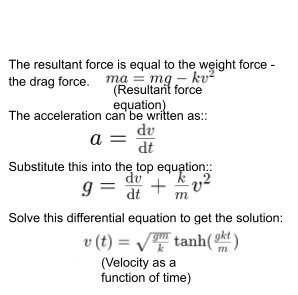 The resultant force is equal to the weight force -
the drag force. ma = mg − kv²
(Resultant force
equation)
The acceleration can be written as::
a = dv/dt
Substitute this into the top equation::
g = dv/dt + k/m v²
Solve this differential equation to get the solution:
v (t) = √(gm/k) tanh(gkt/m)
(Velocity as a
function of time)